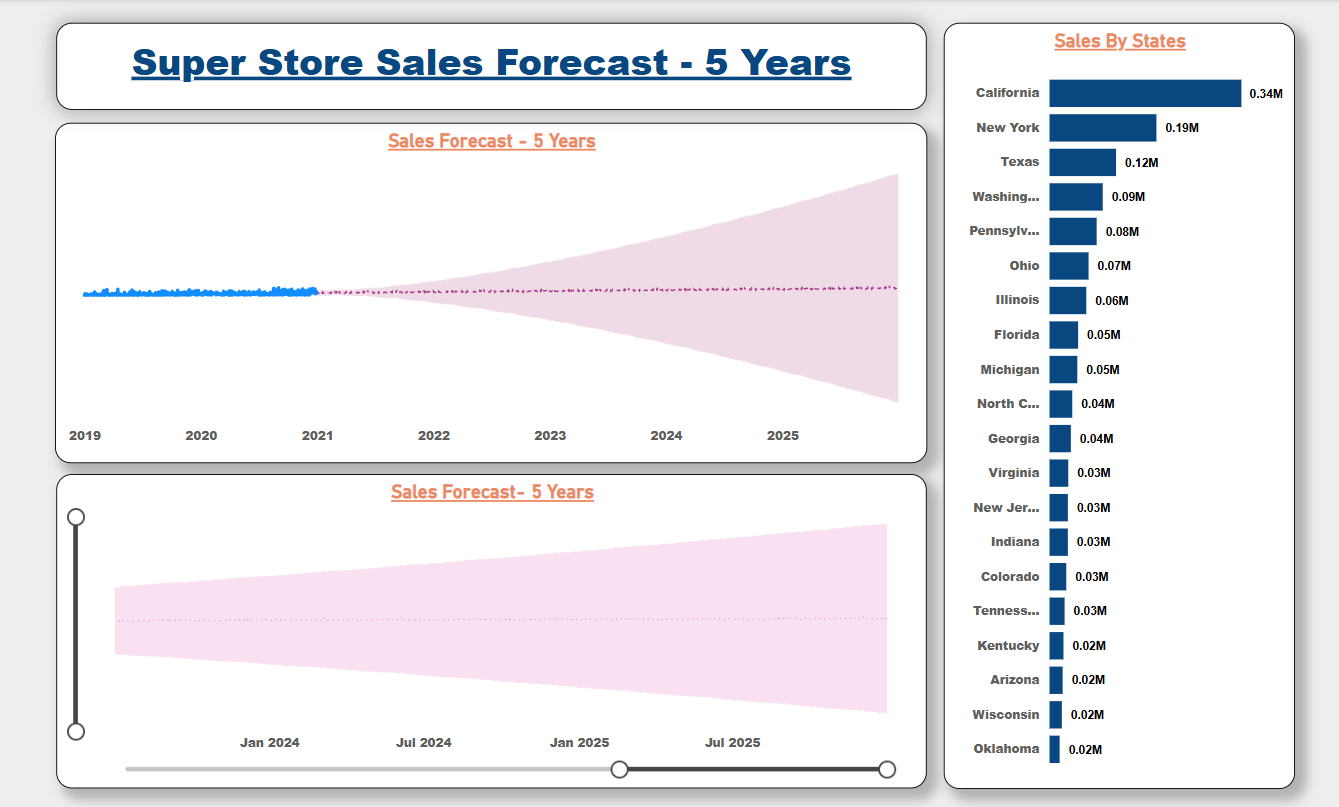 Super Store Sales Forecast - 5 Years
Sales Forecast - 5 Years
2019 2020 2021 2022 2023 2024 2025
Sales Forecast- 5 Years
Jan 2024 Jul 2024 Jan 2025 Jul 2025
Sales By States
California 0.34M
New York 0.19M
Texas 0.12M
Washing... 0.09M
Pennsylv... 0.08M
Ohio 0.07M
Illinois 0.06M
Florida 0.05M
Michigan 0.05M
North C... 0.04M
Georgia 0.04M
Virginia 0.03M
New Jer... 0.03M
Indiana 0.03M
Colorado 0.03M
Tenness... 0.03M
Kentucky 0.02M
Arizona 0.02M
Wisconsin 0.02M
Oklahoma 0.02M